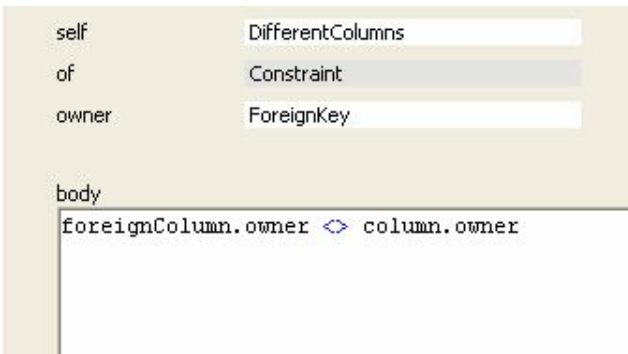 self DifferentColumns
of Constraint
owner ForeignKey
body
foreignColumn.owner <> column.owner